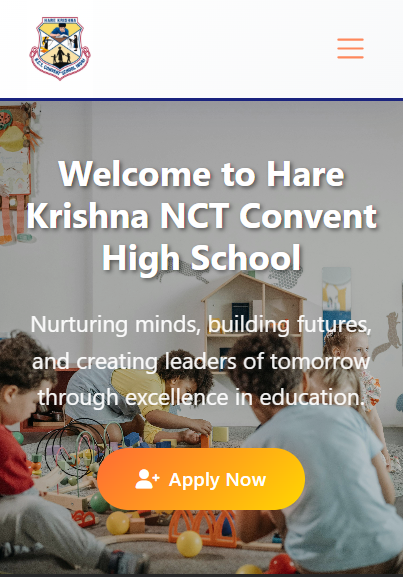 HARE KRISHNA
Welcome to Hare
Krishna NCT Convent
High School
Nurturing minds, building futures,
and creating leaders of tomorrow
through excellence in education.
Apply Now